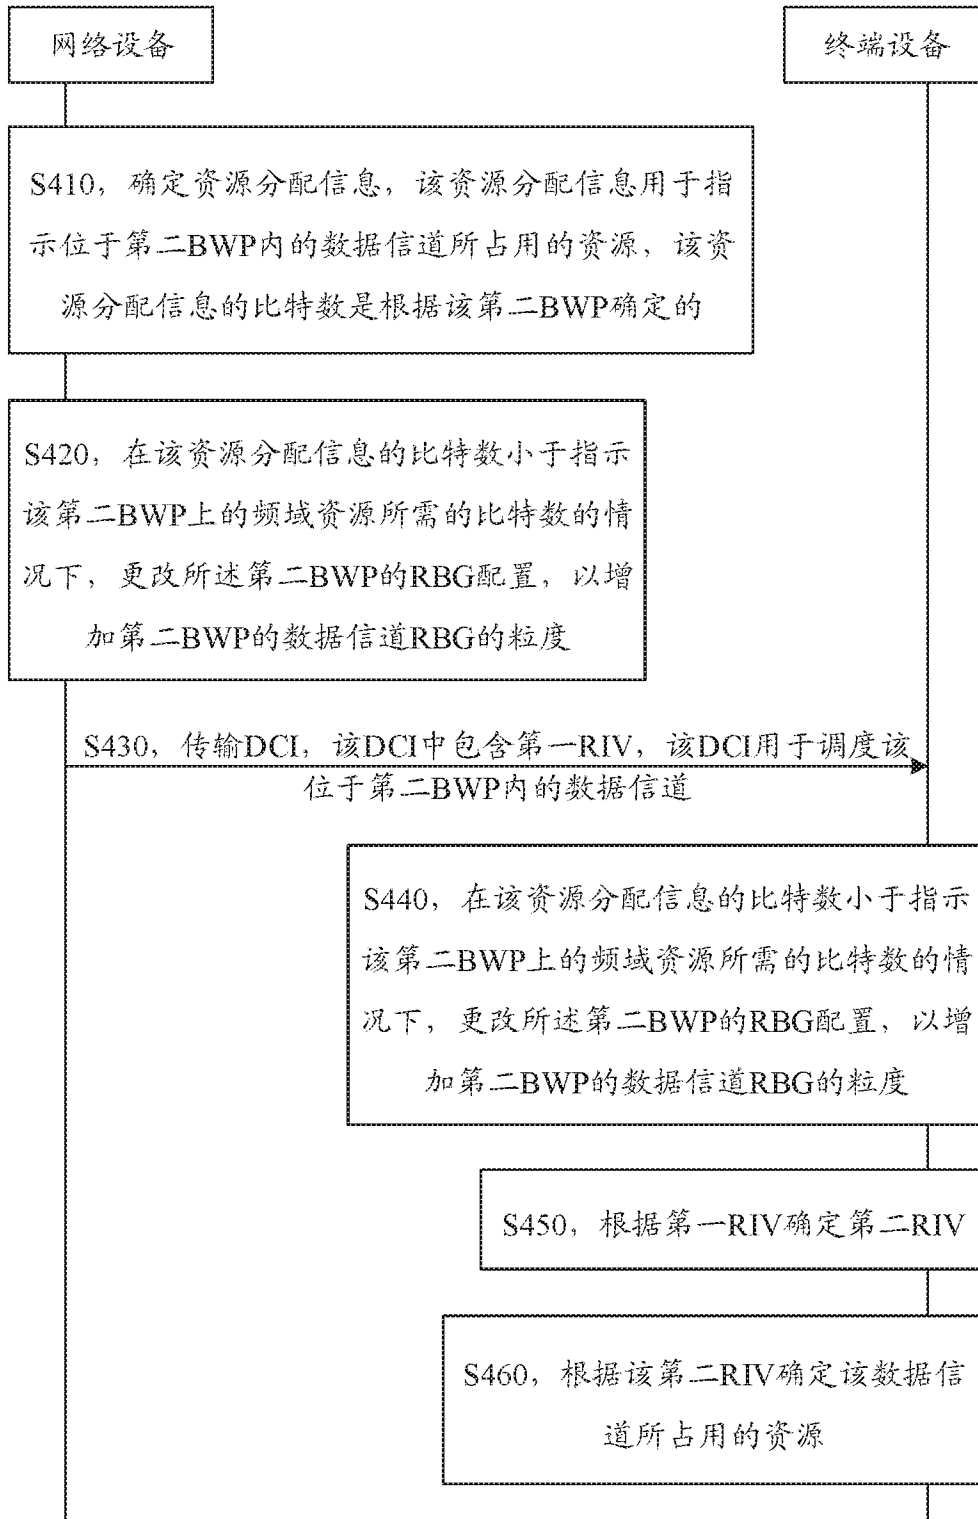 网络设备
终端设备
S410，确定资源分配信息，该资源分配信息用于指
示位于第二BWP内的数据信道所占用的资源，该资
源分配信息的比特数是根据该第二BWP确定的
S420，在该资源分配信息的比特数小于指示
该第二BWP上的频域资源所需的比特数的情
况下，更改所述第二BWP的RBG配置，以增
加第二BWP的数据信道RBG的粒度
S430，传输DCI，该DCI中包含第一RIV，该DCI用于调度该
位于第二BWP内的数据信道
S440，在该资源分配信息的比特数小于指示
该第二BWP上的频域资源所需的比特数的情
况下，更改所述第二BWP的RBG配置，以增
加第二BWP的数据信道RBG的粒度
S450，根据第一RIV确定第二RIV
S460，根据该第二RIV确定该数据信
道所占用的资源